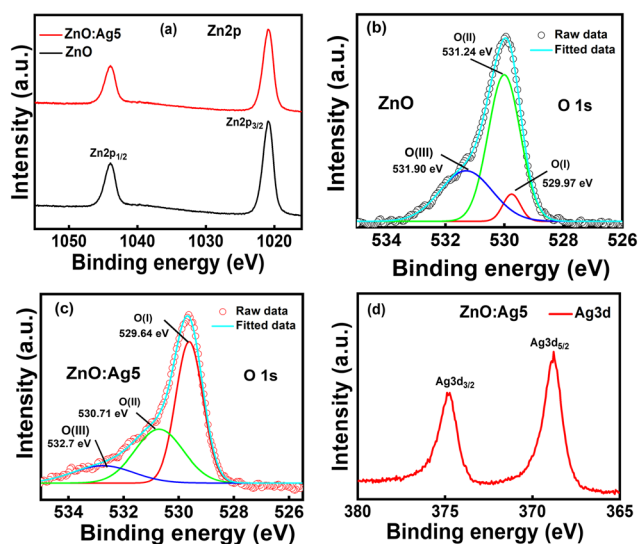 ZnO:Ag5
ZnO
(a)
Zn2p
Zn2p1/2
Zn2p3/2
Intensity (a.u.)
1050 1040 1030 1020
Binding energy (eV)
(b)
O(II)
531.24 eV
Raw data
Fitted data
ZnO
O 1s
O(III)
531.90 eV
O(I)
529.97 eV
Intensity (a.u.)
534 532 530 528 526
Binding energy (eV)
(c)
O(I)
529.64 eV
Raw data
Fitted data
ZnO:Ag5
O 1s
O(II)
530.71 eV
O(III)
532.7 eV
Intensity (a.u.)
534 532 530 528 526
Binding energy (eV)
(d)
ZnO:Ag5
Ag3d
Ag3d3/2
Ag3d5/2
Intensity (a.u.)
380 375 370 365
Binding energy (eV)